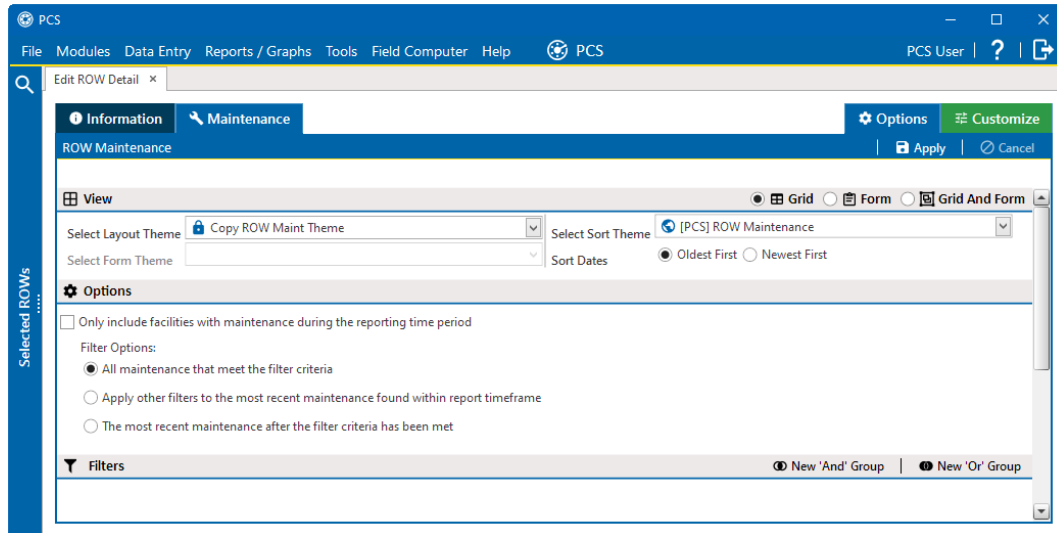 PCS
File Modules Data Entry Reports / Graphs Tools Field Computer Help PCS PCS User | ? |
Edit ROW Detail ×
Information Maintenance Options Customize
ROW Maintenance | Apply | Cancel
View Grid Form Grid And Form
Select Layout Theme Copy ROW Maint Theme Select Sort Theme [PCS] ROW Maintenance
Select Form Theme Sort Dates Oldest First Newest First
Selected ROWs
Options
Only include facilities with maintenance during the reporting time period
Filter Options:
All maintenance that meet the filter criteria
Apply other filters to the most recent maintenance found within report timeframe
The most recent maintenance after the filter criteria has been met
Filters New 'And' Group | New 'Or' Group